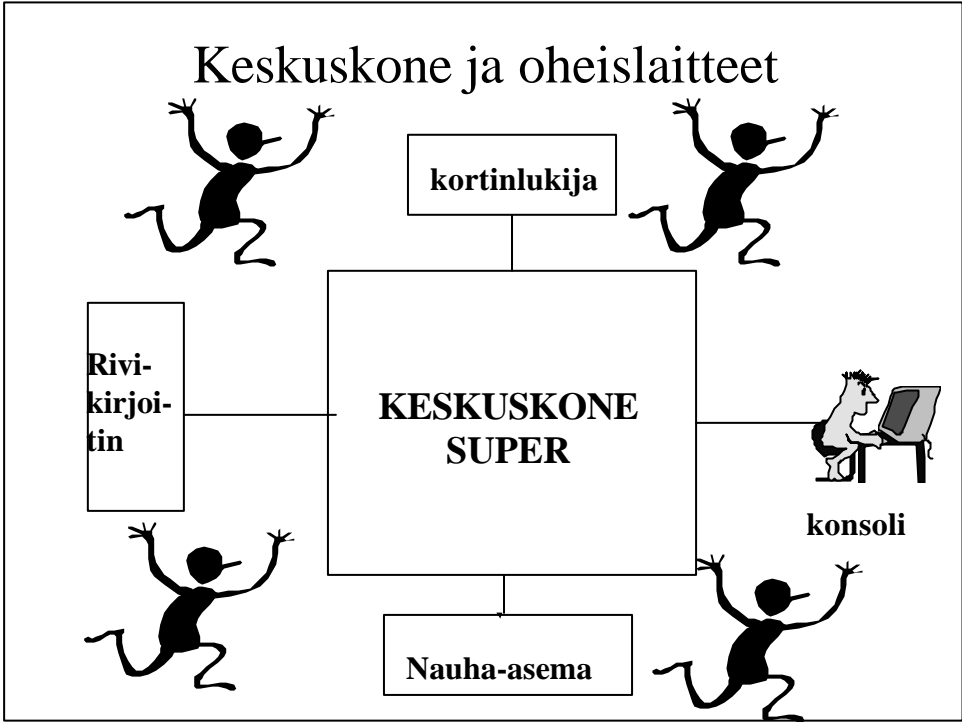 Keskuskone ja oheislaitteet
kortinlukija
Rivi-
kirjoi-
tin
KESKUSKONE
SUPER
konsoli
Nauha-asema